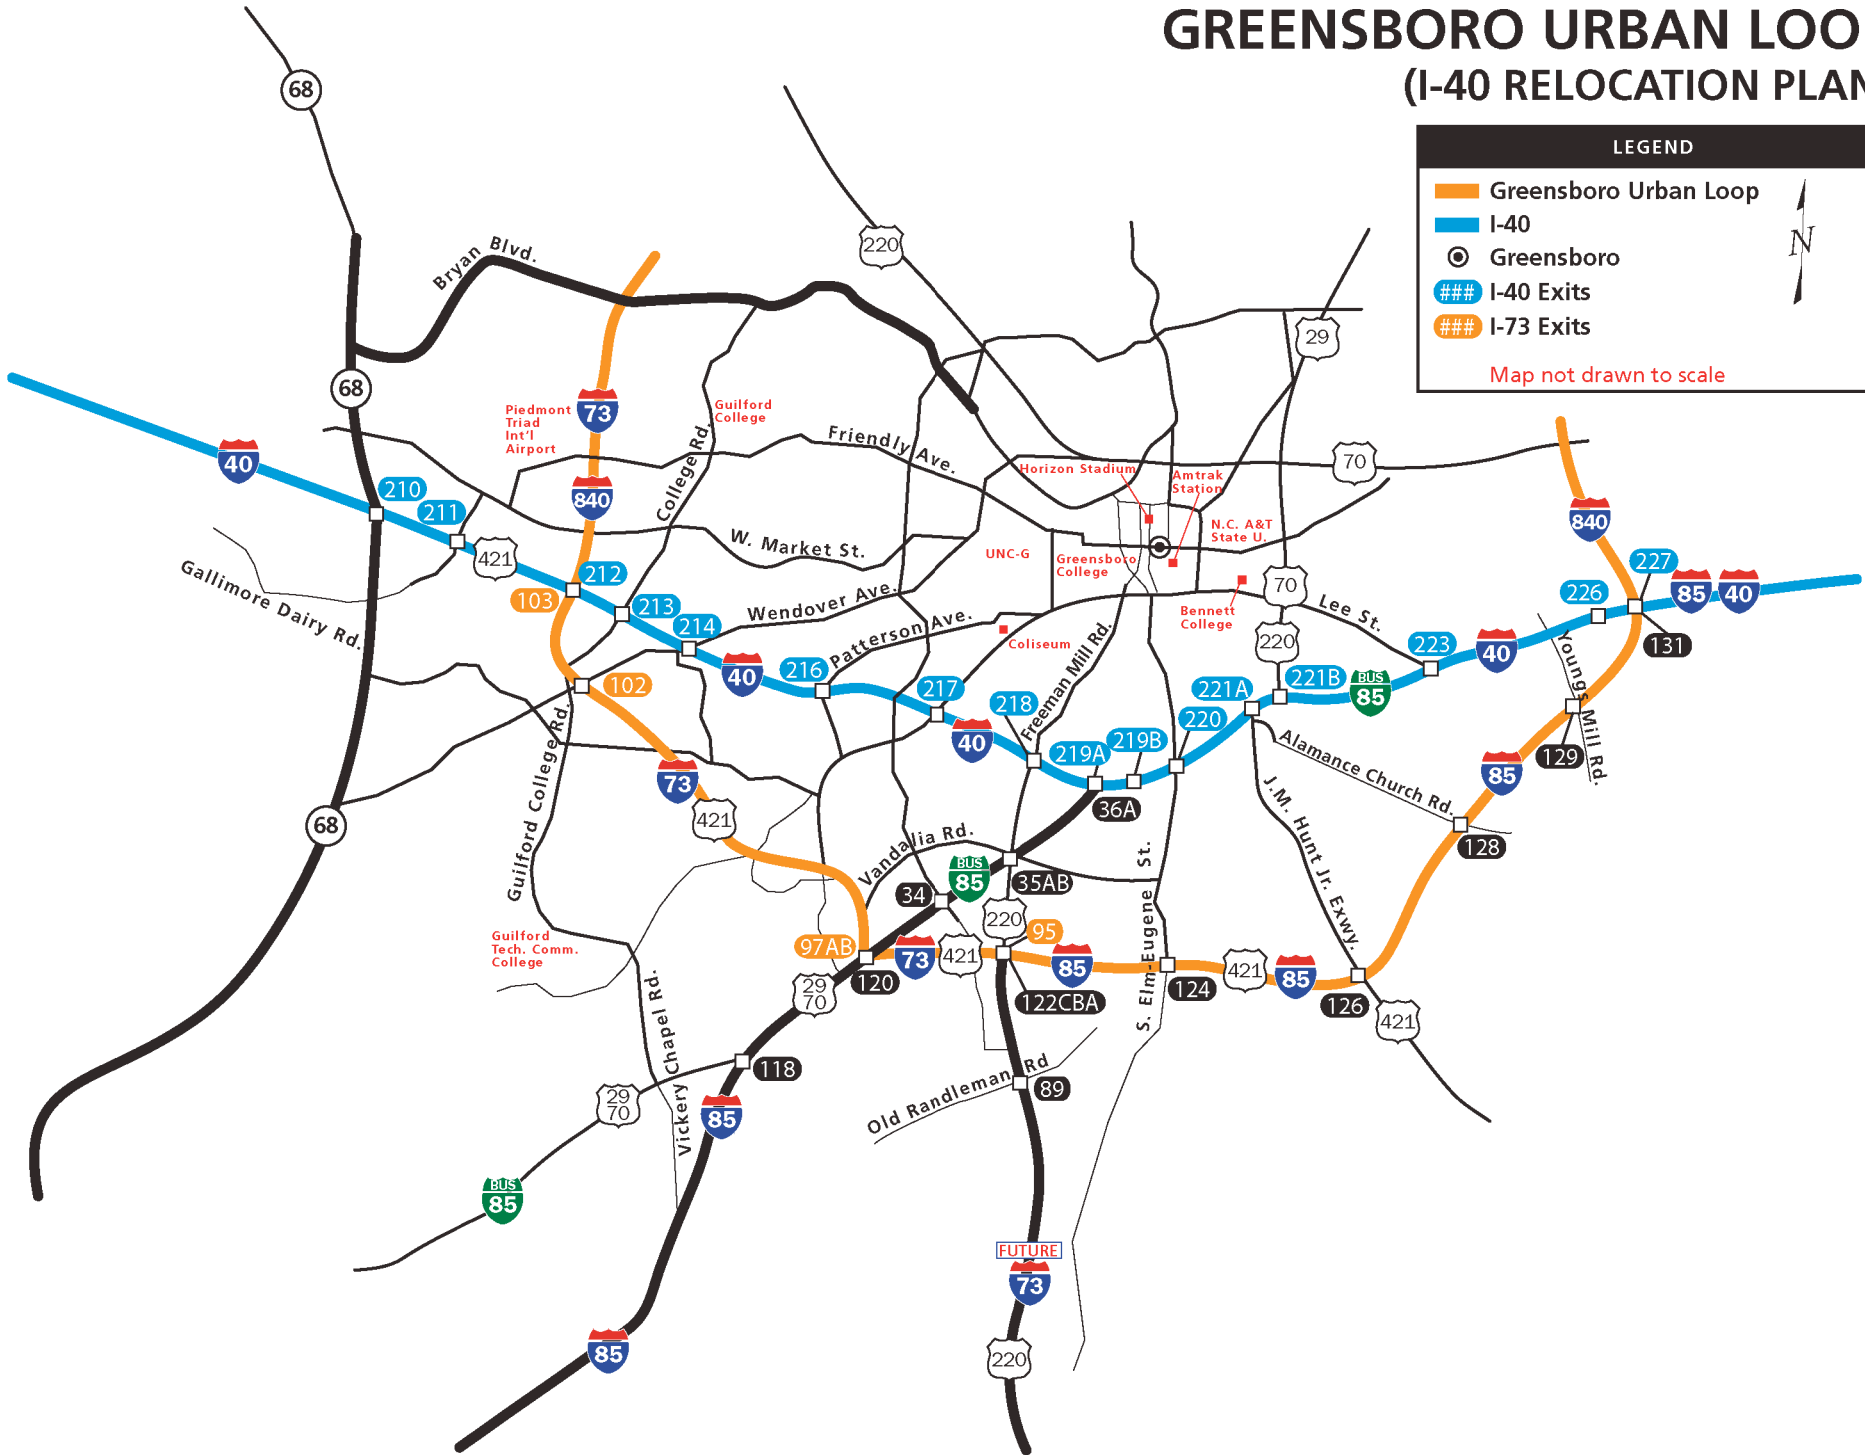 GREENSBORO URBAN LOO
(I-40 RELOCATION PLAN
LEGEND
Greensboro Urban Loop
I-40
Greensboro
### I-40 Exits
### I-73 Exits
Map not drawn to scale
N
68
220
Bryan Blvd.
29
68
73
Piedmont
Triad
Int'l
Airport
Guilford
College
College Rd.
Friendly Ave.
40
70
Horizon Stadium
Amtrak
Station
210
211
840
840
421
W. Market St.
UNC-G
Greensboro
College
N.C. A&T
State U.
Gallimore Dairy Rd.
212
103
213
214
Wendover Ave.
Patterson Ave.
Coliseum
Bennett
College
70
Lee St.
227
226
85
40
131
220
223
40
Youngs Mill Rd.
102
40
216
217
218
Freeman Mill Rd.
221A
221B
BUS
85
220
40
219A
219B
36A
Alamance Church Rd.
129
85
128
73
421
Guilford College Rd.
68
Vandalia Rd.
BUS
85
34
35AB
J.M. Hunt Jr. Exwy.
S. Elm-Eugene St.
220
95
97AB
73
421
85
421
85
120
29
70
122CBA
124
126
421
Guilford
Tech. Comm.
College
Vickery Chapel Rd.
118
29
70
85
Old Randleman Rd
89
BUS
85
FUTURE
73
85
220